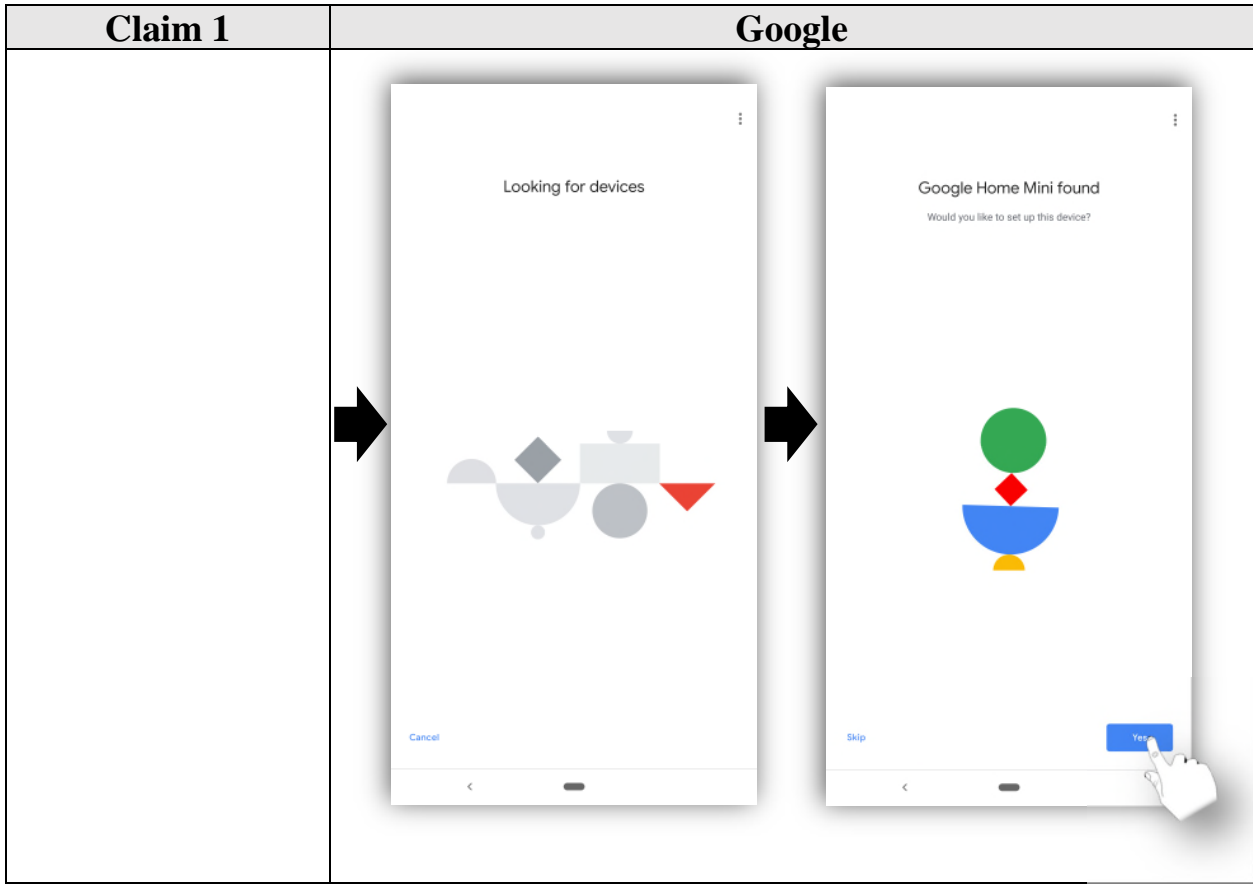 Claim 1
Google
Looking for devices
Cancel
Google Home Mini found
Would you like to set up this device?
Skip
Yes